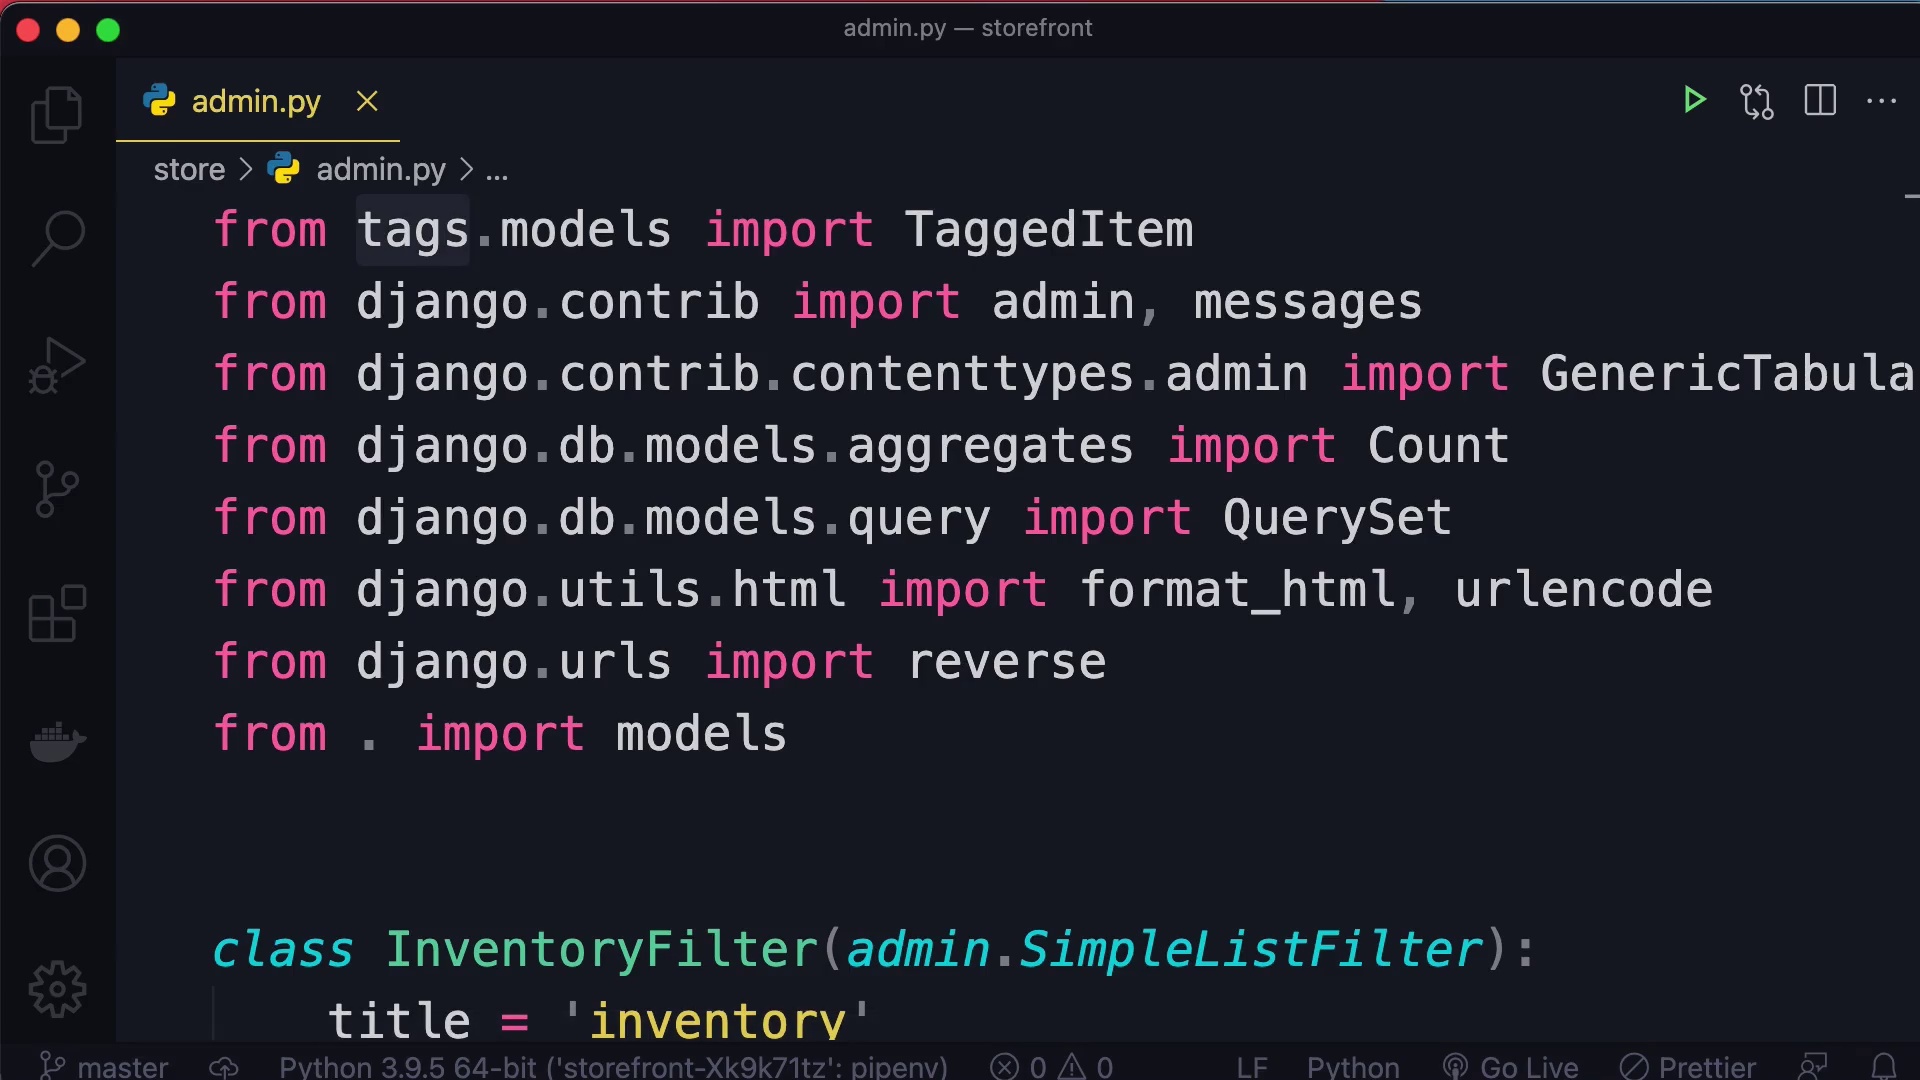 admin.py — storefront
admin.py
store > admin.py > ...
from tags.models import TaggedItem
from django.contrib import admin, messages
from django.contrib.contenttypes.admin import GenericTabula
from django.db.models.aggregates import Count
from django.db.models.query import QuerySet
from django.utils.html import format_html, urlencode
from django.urls import reverse
from . import models
class InventoryFilter(admin.SimpleListFilter):
title = 'inventory'
master Python 3.9.5 64-bit ('storefront-Xk9k71tz': pipenv) 0 0 LF Python Go Live Prettier